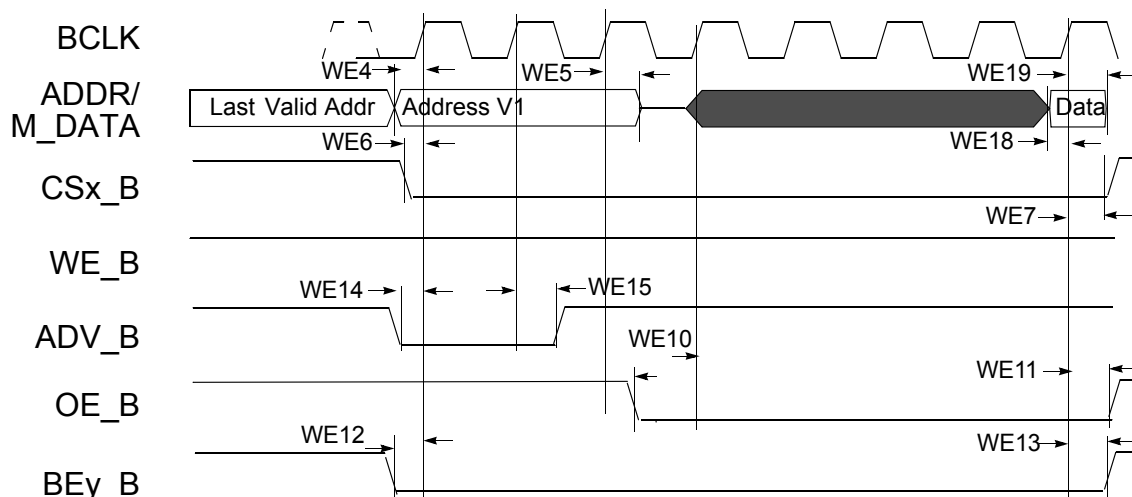 BCLK
WE4
WE5
WE19
ADDR/
M_DATA
Last Valid Addr
Address V1
Data
WE6
WE18
CSx_B
WE7
WE_B
WE14
WE15
ADV_B
WE10
WE11
OE_B
WE12
WE13
BEy_B